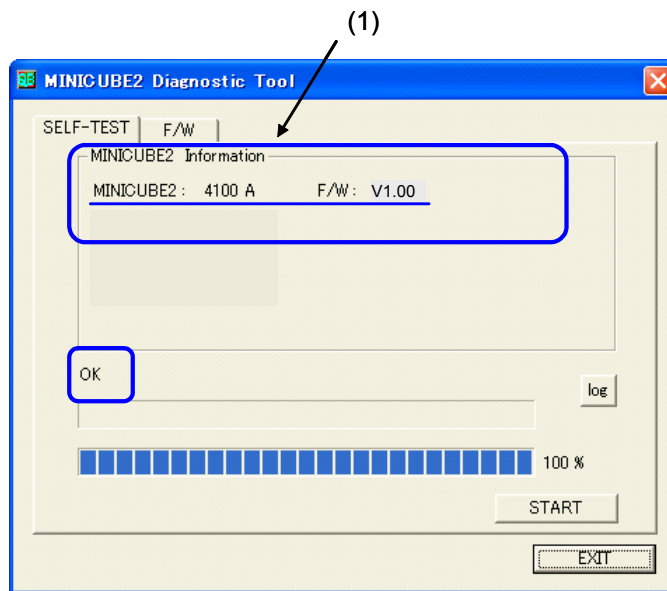 (1)
MINICUBE2 Diagnostic Tool
SELF-TEST F/W
MINICUBE2 Information
MINICUBE2 : 4100 A F/W : V1.00
OK
log
100 %
START
EXIT